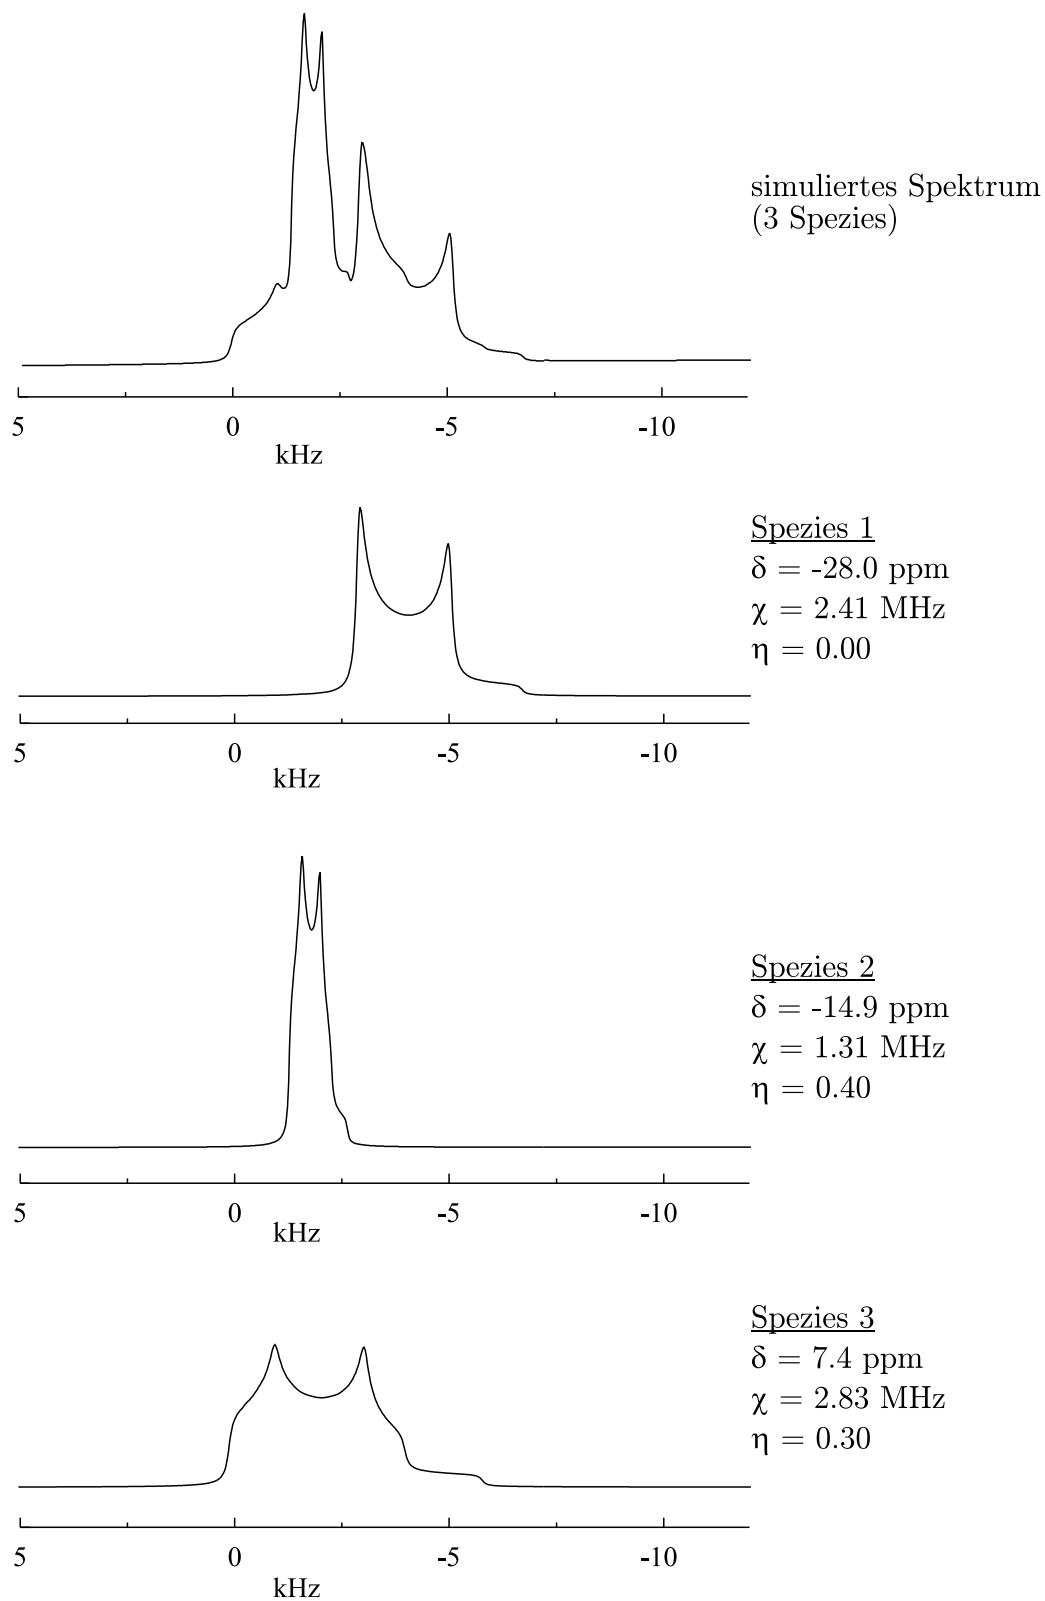 simuliertes Spektrum
(3 Spezies)
5 0 -5 -10
kHz
Spezies 1
δ = -28.0 ppm
χ = 2.41 MHz
η = 0.00
5 0 -5 -10
kHz
Spezies 2
δ = -14.9 ppm
χ = 1.31 MHz
η = 0.40
5 0 -5 -10
kHz
Spezies 3
δ = 7.4 ppm
χ = 2.83 MHz
η = 0.30
5 0 -5 -10
kHz